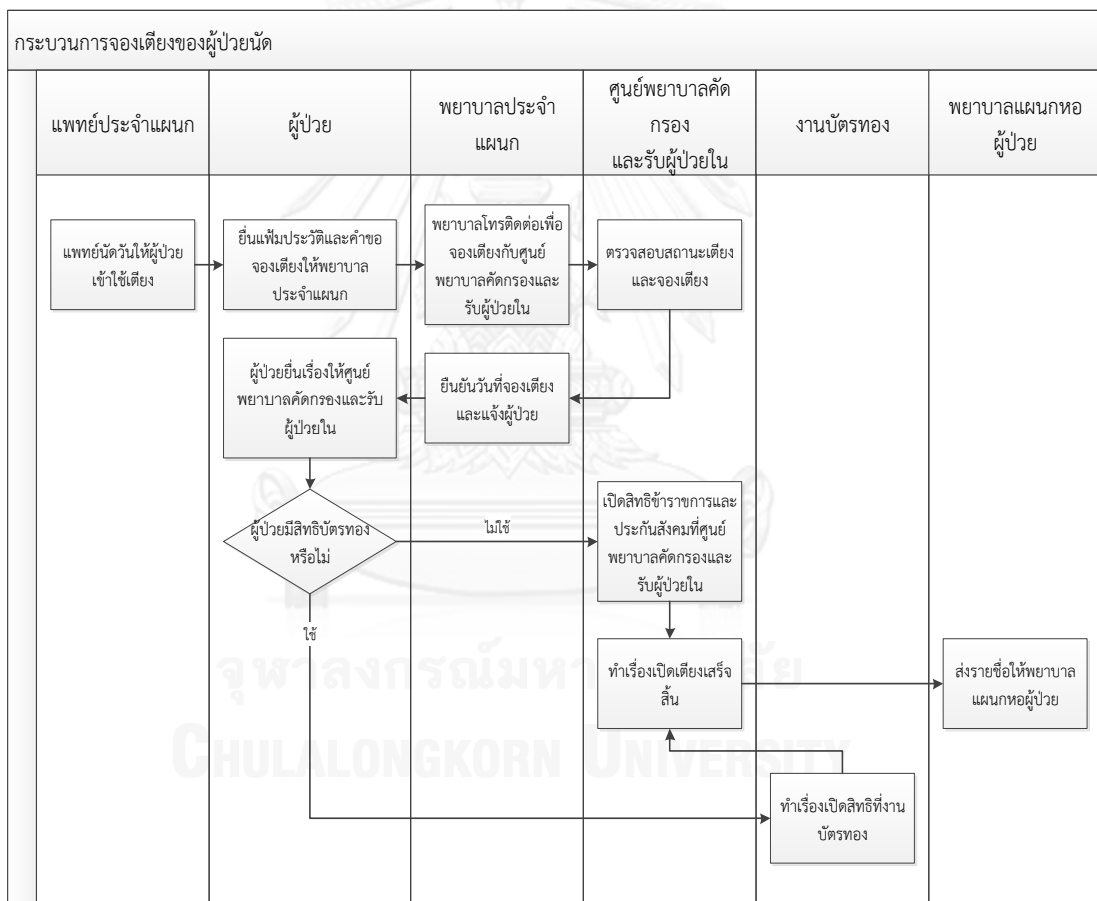 กระบวนการจองเตียงของผู้ป่วยนัด
แพทย์ประจำแผนก
ผู้ป่วย
พยาบาลประจำ
แผนก
ศูนย์พยาบาลคัด
กรอง
และรับผู้ป่วยใน
งานบัตรทอง
พยาบาลแผนกหอ
ผู้ป่วย
แพทย์นัดวันให้ผู้ป่วย
เข้าใช้เตียง
ยื่นแฟ้มประวัติและคำขอ
จองเตียงให้พยาบาล
ประจำแผนก
พยาบาลโทรติดต่อเพื่อ
จองเตียงกับศูนย์
พยาบาลคัดกรองและ
รับผู้ป่วยใน
ตรวจสอบสถานะเตียง
และจองเตียง
ผู้ป่วยยื่นเรื่องให้ศูนย์
พยาบาลคัดกรองและรับ
ผู้ป่วยใน
ยืนยันวันที่จองเตียง
และแจ้งผู้ป่วย
ผู้ป่วยมีสิทธิบัตรทอง
หรือไม่
ไม่ใช้
เปิดสิทธิข้าราขการและ
ประกันสังคมที่ศูนย์
พยาบาลคัดกรองและ
รับผู้ป่วยใน
ใช้
ทำเรื่องเปิดเตียงเสร็จ
สิ้น
ส่งรายชื่อให้พยาบาล
แผนกหอผู้ป่วย
ทำเรื่องเปิดสิทธิที่งาน
บัตรทอง
จุฬาลงกรณ์มหา ลัย
CHULALONGKORN UNIVERSITY